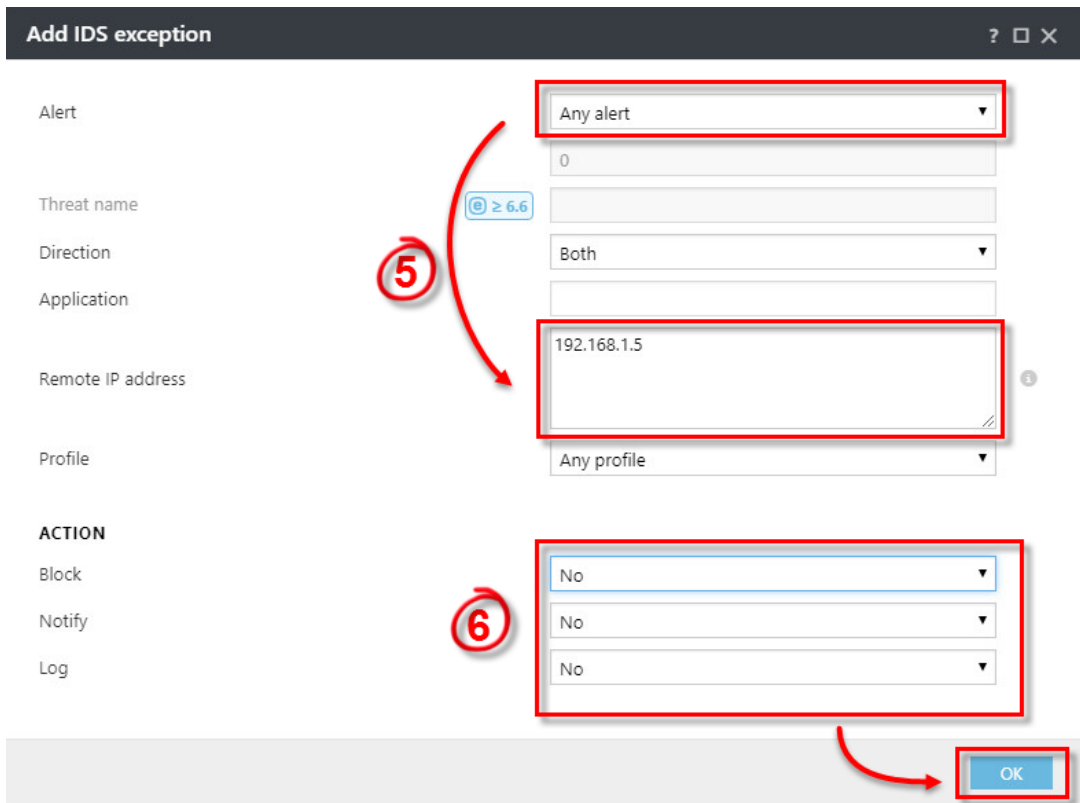 Add IDS exception ?
Alert Any alert
0
Threat name e ≥ 6.6
Direction Both
5
Application
192.168.1.5
Remote IP address
Profile Any profile
ACTION
Block No
Notify No
6
Log No
OK